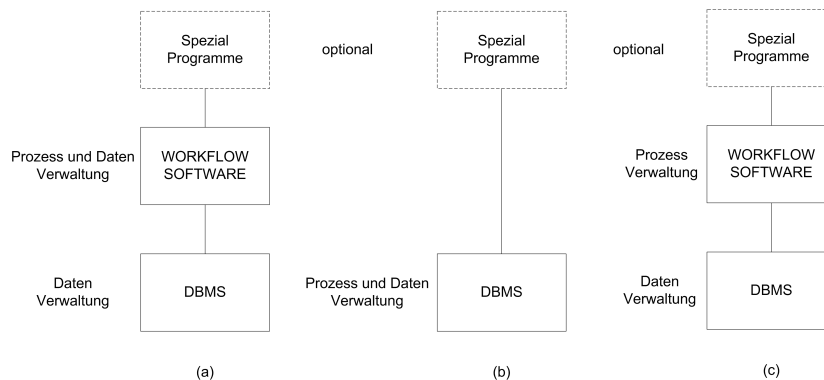 Spezial
Programme
optional
Spezial
Programme
optional
Spezial
Programme
Prozess und Daten
Verwaltung
WORKFLOW
SOFTWARE
Prozess
Verwaltung
WORKFLOW
SOFTWARE
Daten
Verwaltung
DBMS
Prozess und Daten
Verwaltung
DBMS
Daten
Verwaltung
DBMS
(a)
(b)
(c)